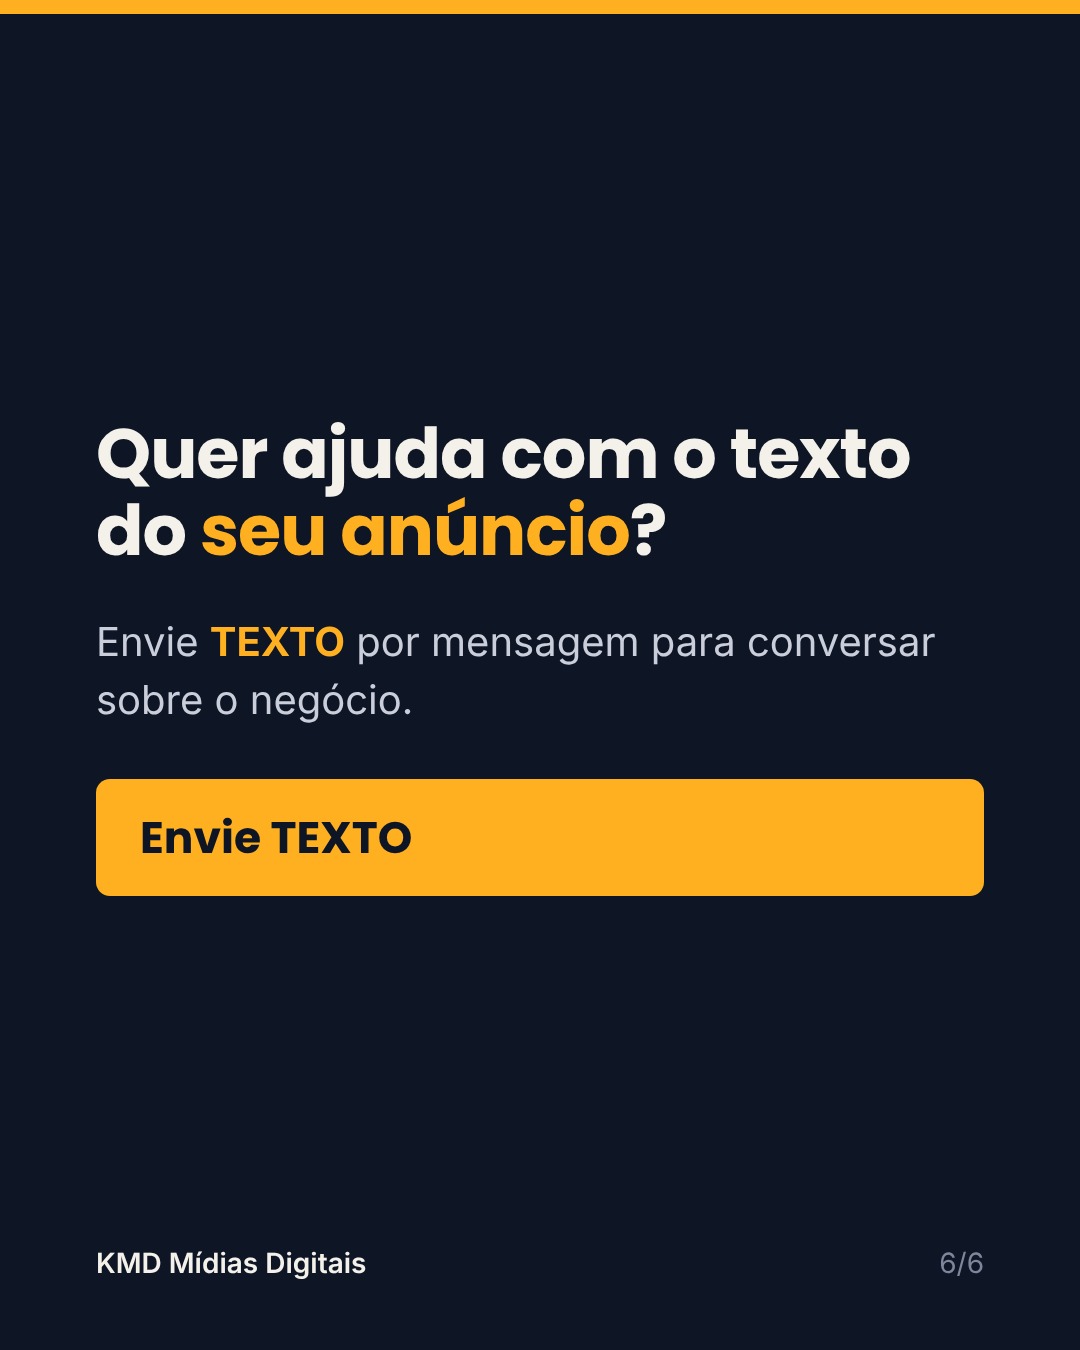 Quer ajuda com o texto
do seu anúncio?
Envie TEXTO por mensagem para conversar
sobre o negócio.
Envie TEXTO
KMD Mídias Digitais
6/6